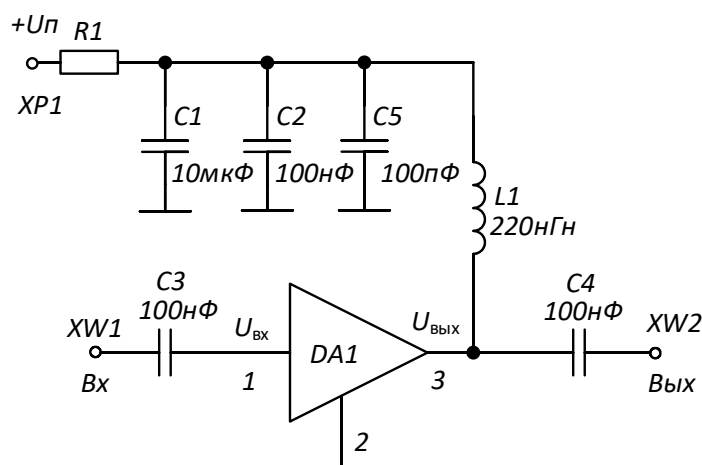 +Uп
R1
XP1
C1
C2
C5
10мкФ
100нФ
100пФ
L1
220нГн
C3
100нФ
C4
100нФ
XW1
Uвх
Uвых
XW2
DA1
Вх
1
3
Вых
2